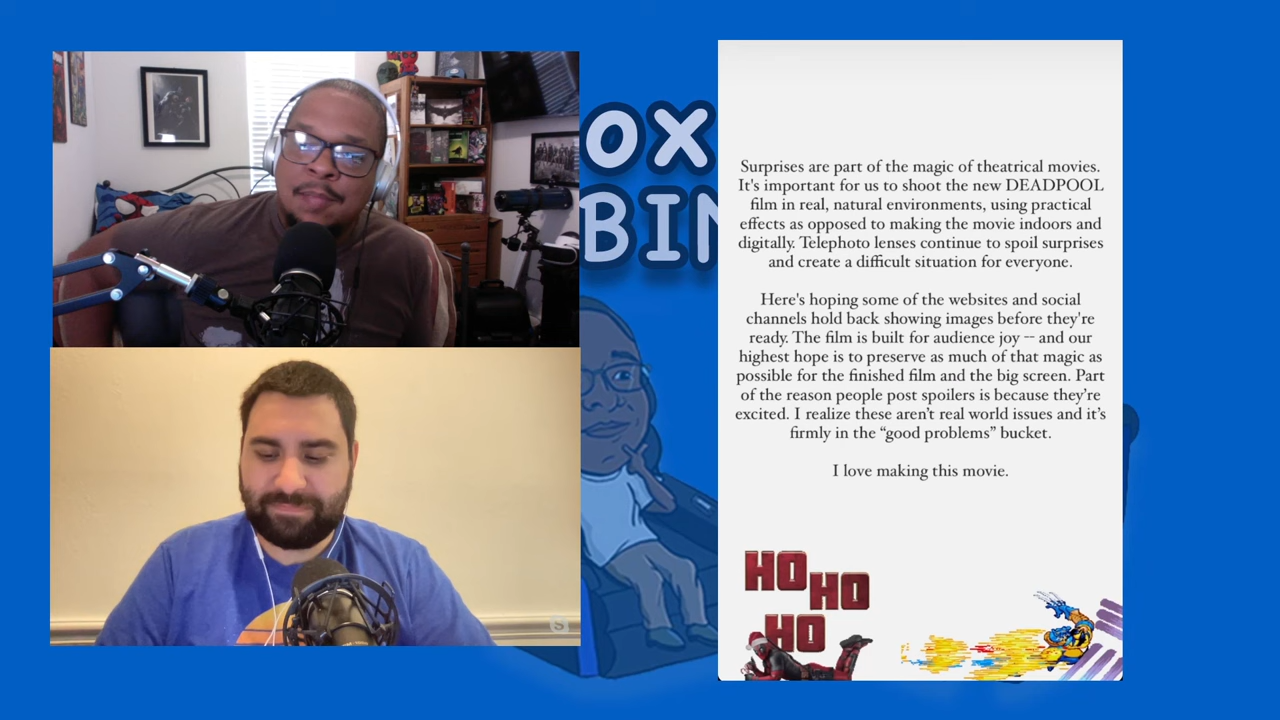 OX
BIN
Surprises are part of the magic of theatrical movies.
It's important for us to shoot the new DEADPOOL
film in real, natural environments, using practical
effects as opposed to making the movie indoors and
digitally. Telephoto lenses continue to spoil surprises
and create a difficult situation for everyone.
Here's hoping some of the websites and social
channels hold back showing images before they're
ready. The film is built for audience joy -- and our
highest hope is to preserve as much of that magic as
possible for the finished film and the big screen. Part
of the reason people post spoilers is because they're
excited. I realize these aren't real world issues and it's
firmly in the “good problems” bucket.
I love making this movie.
HO
HO
HO
S